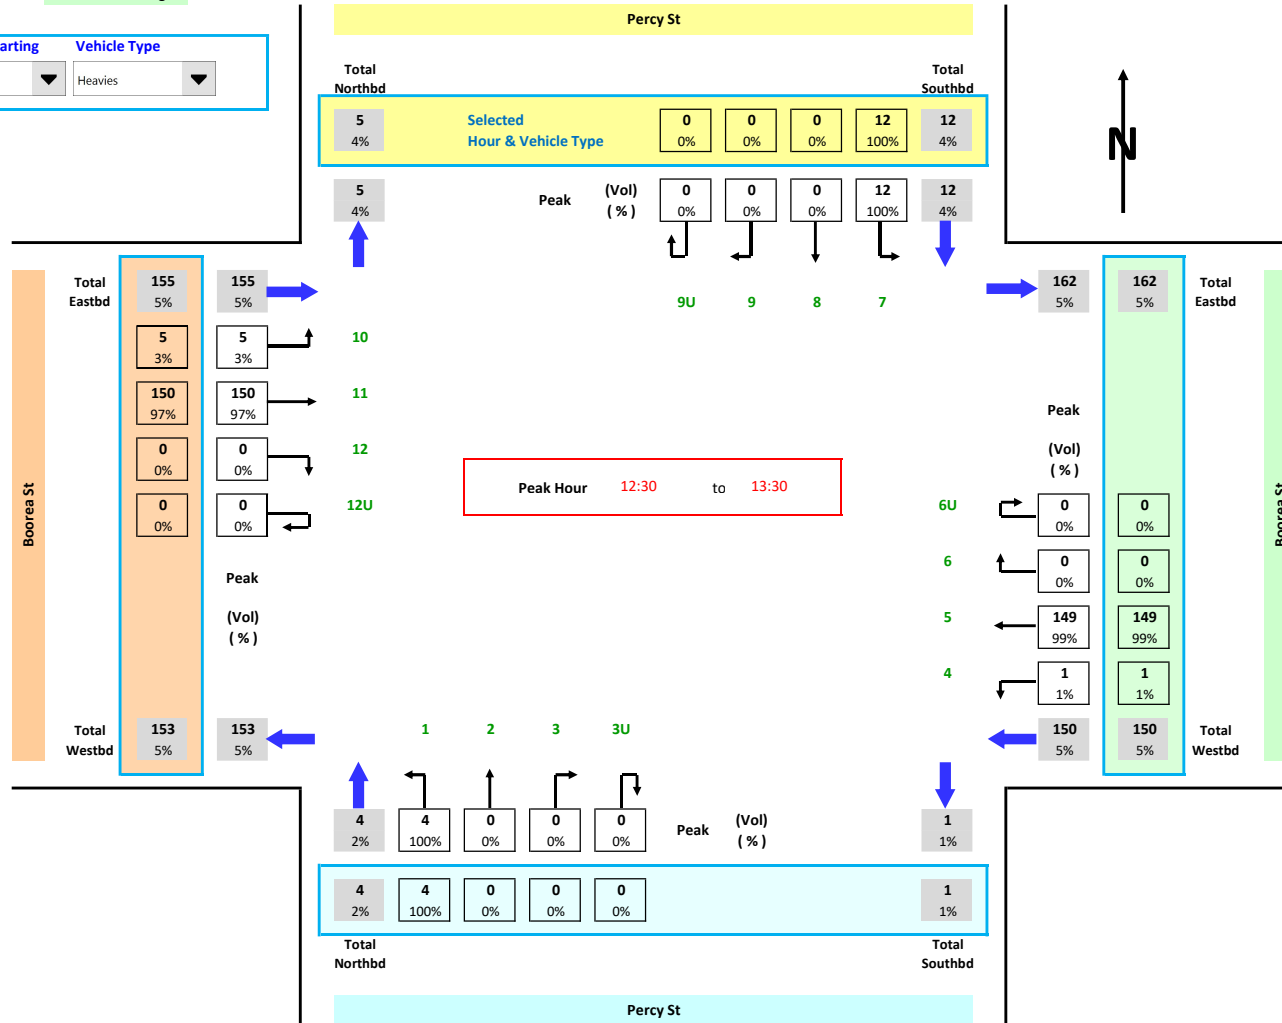 Percy St
arting Vehicle Type
Heavies
Total Northbd
Total Southbd
5 4%
Selected Hour & Vehicle Type
0 0% 0 0% 0 0% 12 100% 12 4%
N
5 4%
Peak (Vol) ( % )
0 0% 0 0% 0 0% 12 100% 12 4%
Total Eastbd
155 5% 155 5%
9U 9 8 7
162 5% 162 5%
Total Eastbd
5 3% 5 3% 10
150 97% 150 97% 11
0 0% 0 0% 12
0 0% 0 0% 12U
Boorea St
Peak
(Vol)
( % )
Peak Hour 12:30 to 13:30
Peak
(Vol)
( % )
6U 0 0% 0 0%
6 0 0% 0 0%
5 149 99% 149 99%
4 1 1% 1 1%
Boorea St
Total Westbd
153 5% 153 5%
1 2 3 3U
150 5% 150 5%
Total Westbd
4 2% 4 100% 0 0% 0 0% 0 0%
Peak (Vol) ( % )
1 1%
4 2% 4 100% 0 0% 0 0% 0 0%
1 1%
Total Northbd
Total Southbd
Percy St